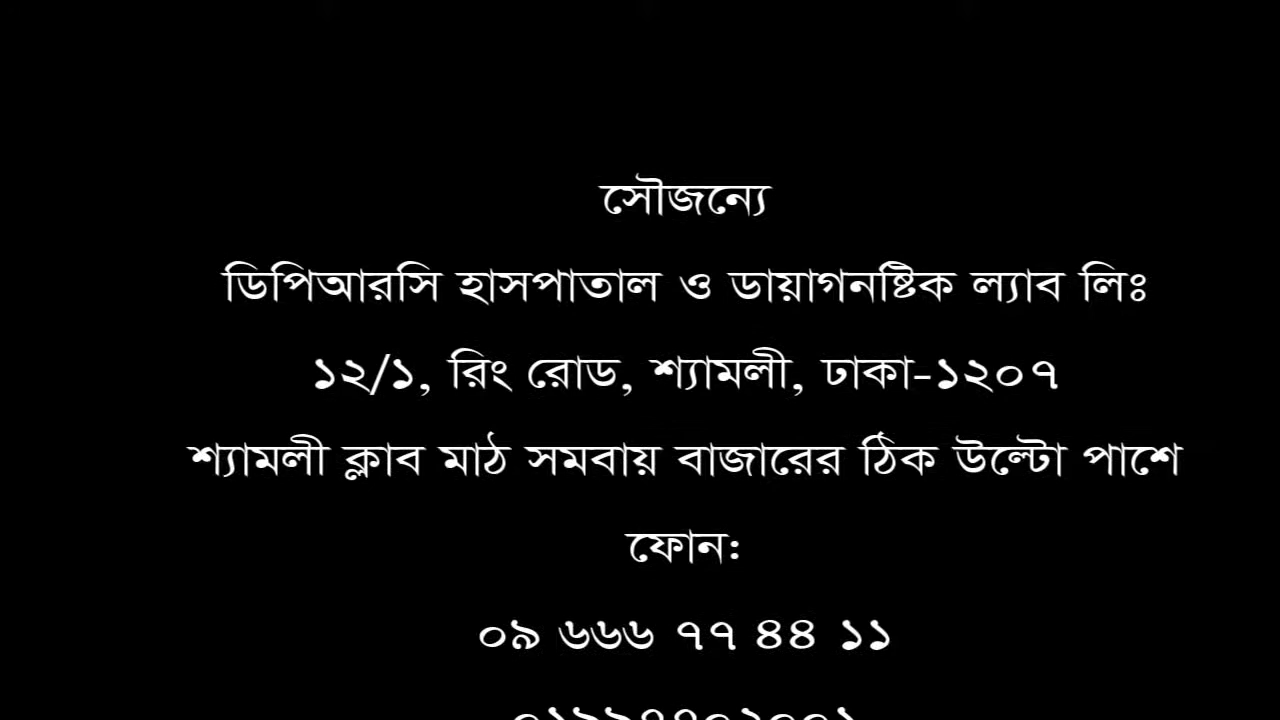 সৌজন্যে
ডিপিআরসি হাসপাতাল ও ডায়াগনষ্টিক ল্যাব লিঃ
১২/১, রিং রোড, শ্যামলী, ঢাকা-১২০৭
শ্যামলী ক্লাব মাঠ সমবায় বাজারের ঠিক উল্টো পাশে
ফোন:
০৯ ৬৬৬ ৭৭ ৪৪ ১১